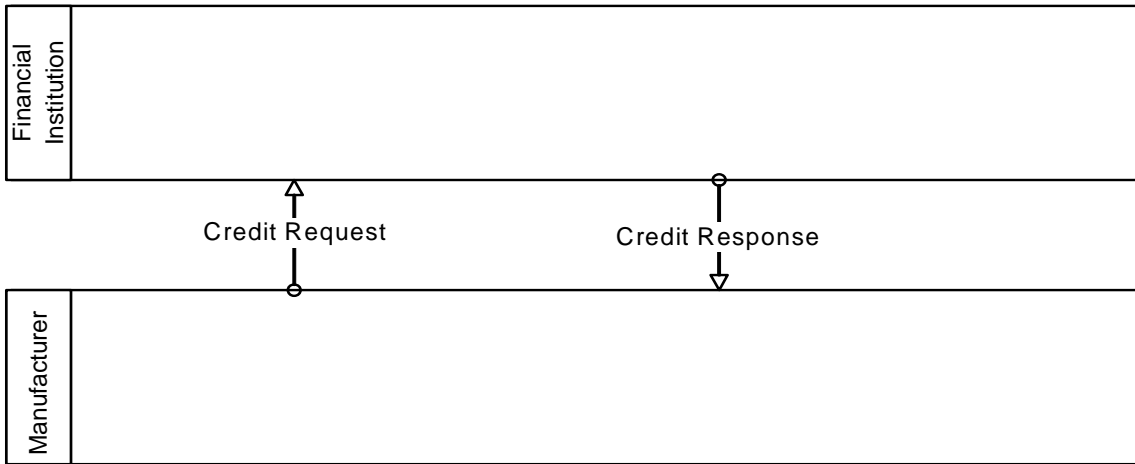 Financial
Institution
Credit Request
Credit Response
Manufacturer